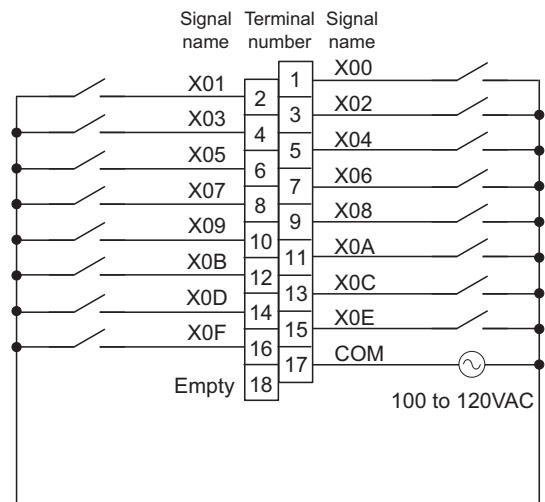 Signal name Terminal number Signal name
1 X00
X01 2
3 X02
X03 4
5 X04
X05 6
7 X06
X07 8
9 X08
X09 10
11 X0A
X0B 12
13 X0C
X0D 14
15 X0E
X0F 16
17 COM
Empty 18
100 to 120VAC